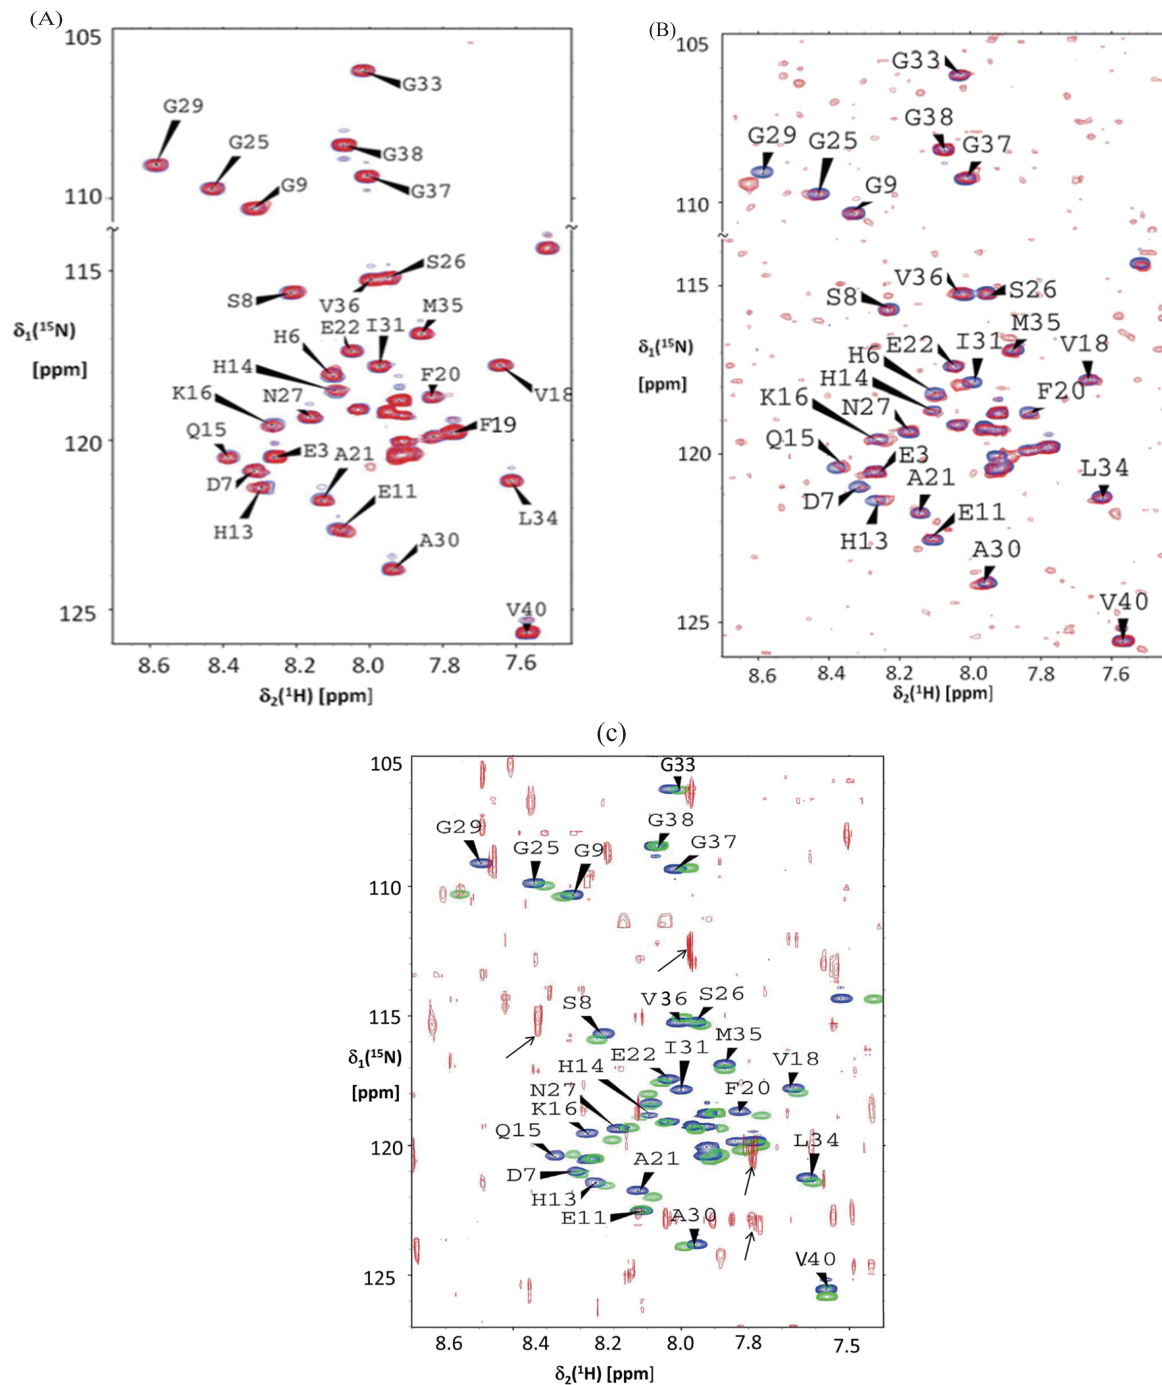 (A)
105
G33
G29
G25
G38
G9
G37
110
~
~
115
S26
S8
V36
M35
δ₁(¹⁵N)
E22
I31
H6
[ppm]
H14
F20
K16
N27
V18
F19
120
Q15
E3
A21
D7
E11
H13
L34
A30
V40
125
8.6
8.4
8.2
8.0
7.8
7.6
δ₂(¹H) [ppm]
(B)
105
G33
G38
G29
G25
G37
G9
110
~
~
115
V36
S26
S8
M35
δ₁(¹⁵N)
E22
I31
V18
H6
[ppm]
H14
F20
K16
N27
Q15
120
E3
L34
D7
A21
E11
H13
A30
V40
125
8.6
8.4
8.2
8.0
7.8
7.6
δ₂(¹H) [ppm]
(c)
105
G33
G29
G38
G37
G25
G9
110
S8
V36
S26
115
M35
E22
I31
δ₁(¹⁵N)
H14
V18
N27
F20
[ppm]
K16
Q15
120
L34
D7
A21
H13
E11
A30
V40
125
8.6
8.4
8.2
8.0
7.8
7.5
δ₂(¹H) [ppm]